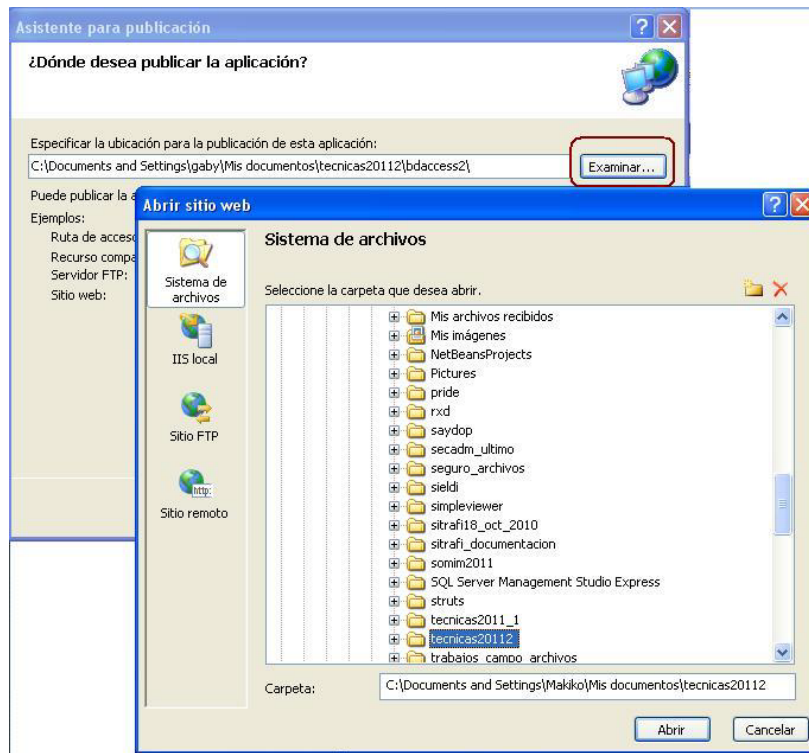 Asistente para publicación
¿Dónde desea publicar la aplicación?
Especificar la ubicación para la publicación de esta aplicación:
C:\Documents and Settings\gaby\Mis documentos\tecnicas20112\bdaccess2\
Examinar...
Puede publicar la a
Ejemplos:
Ruta de acceso
Recurso compa
Servidor FTP:
Sitio web:
Abrir sitio web
Sistema de archivos
IIS local
Sitio FTP
http:
Sitio remoto
Sistema de archivos
Seleccione la carpeta que desea abrir.
Mis archivos recibidos
Mis imágenes
NetBeansProjects
Pictures
pride
rxd
saydop
secadm_ultimo
seguro_archivos
sieldi
simpleviewer
sitrafi18_oct_2010
sitrafi_documentacion
somim2011
SQL Server Management Studio Express
struts
tecnicas2011_1
tecnicas20112
trabajos_campo_archivos
Carpeta:
C:\Documents and Settings\Makiko\Mis documentos\tecnicas20112
Abrir
Cancelar